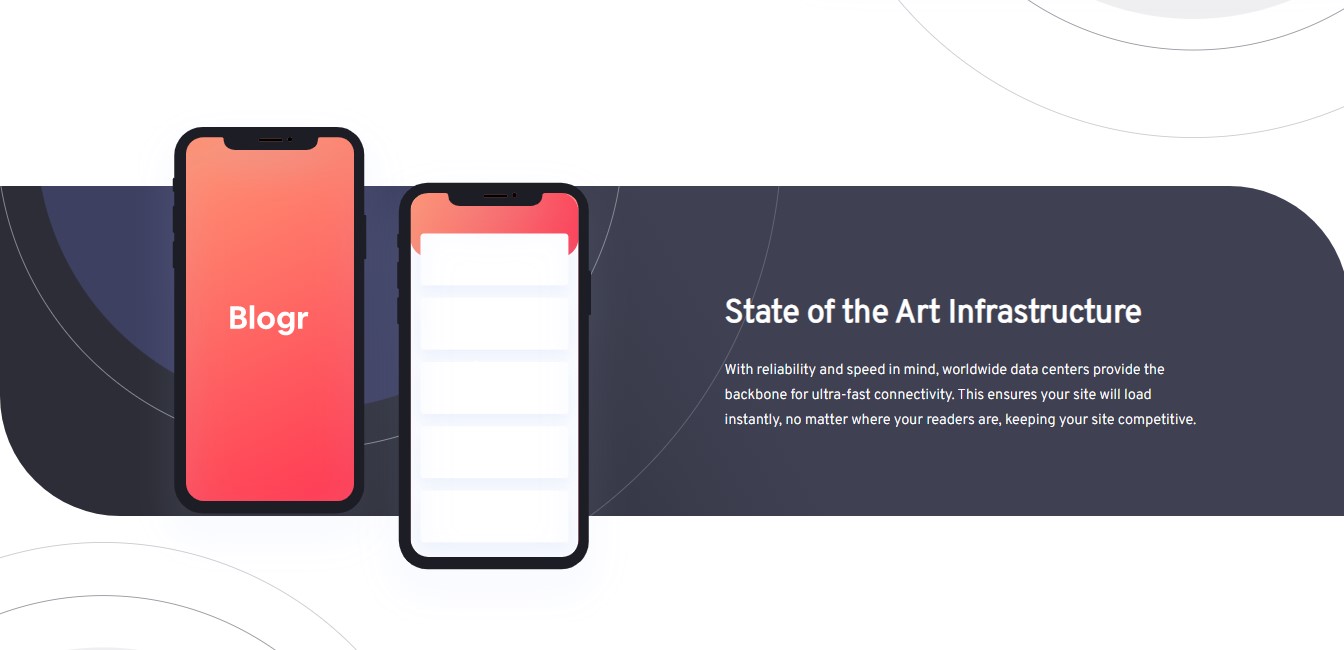 Blogr
State of the Art Infrastructure
With reliability and speed in mind, worldwide data centers provide the
backbone for ultra-fast connectivity. This ensures your site will load
instantly, no matter where your readers are, keeping your site competitive.